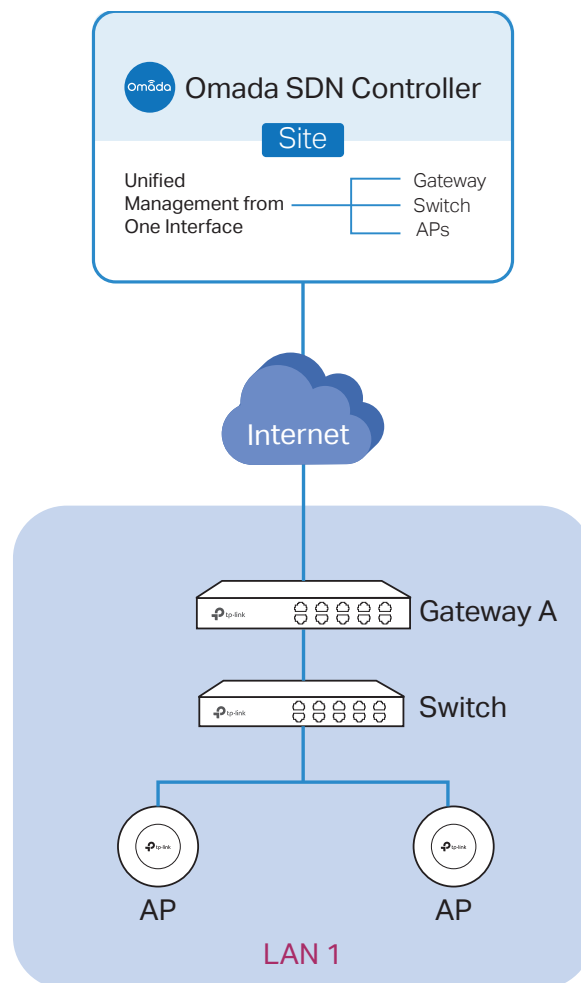 omada Omada SDN Controller
Site
Unified
Management from
One Interface
Gateway
Switch
APs
Internet
tp-link
Gateway A
tp-link
Switch
tp-link
tp-link
AP
AP
LAN 1